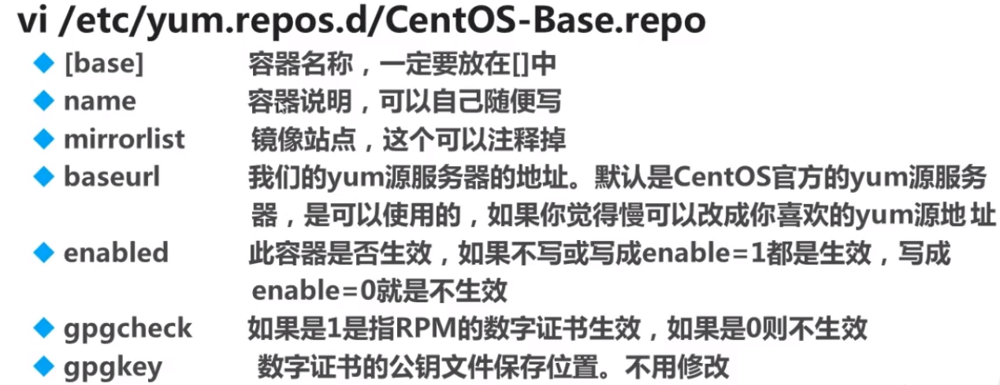 vi /etc/yum.repos.d/CentOS-Base.repo
[base] 容器名称，一定要放在[]中
name 容器说明，可以自己随便写
mirrorlist 镜像站点，这个可以注释掉
baseurl 我们的yum源服务器的地址。默认是CentOS官方的yum源服务
器，是可以使用的，如果你觉得慢可以改成你喜欢的yum源地址
enabled 此容器是否生效，如果不写或写成enable=1都是生效，写成
enable=0就是不生效
gpgcheck 如果是1是指RPM的数字证书生效，如果是0则不生效
gpgkey 数字证书的公钥文件保存位置。不用修改